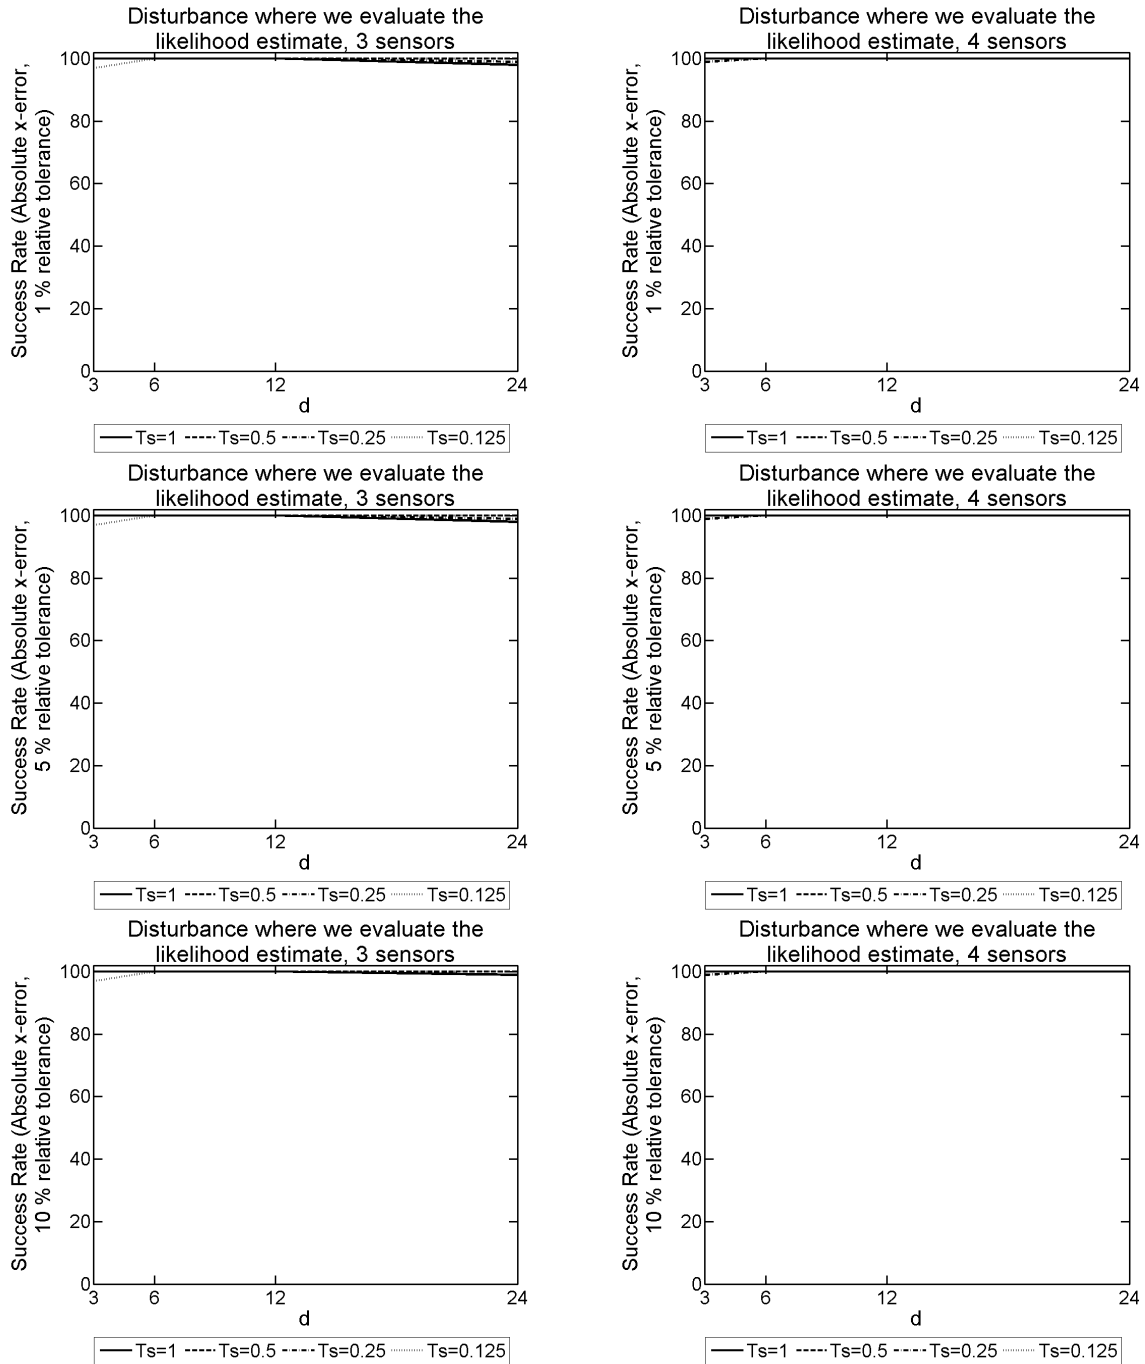 Disturbance where we evaluate the
likelihood estimate, 3 sensors
Success Rate (Absolute x-error,
1 % relative tolerance)
100
80
60
40
20
0
3 6 12 24
d
Ts=1 Ts=0.5 Ts=0.25 Ts=0.125
Disturbance where we evaluate the
likelihood estimate, 4 sensors
Success Rate (Absolute x-error,
1 % relative tolerance)
100
80
60
40
20
0
3 6 12 24
d
Ts=1 Ts=0.5 Ts=0.25 Ts=0.125
Disturbance where we evaluate the
likelihood estimate, 3 sensors
Success Rate (Absolute x-error,
5 % relative tolerance)
100
80
60
40
20
0
3 6 12 24
d
Ts=1 Ts=0.5 Ts=0.25 Ts=0.125
Disturbance where we evaluate the
likelihood estimate, 4 sensors
Success Rate (Absolute x-error,
5 % relative tolerance)
100
80
60
40
20
0
3 6 12 24
d
Ts=1 Ts=0.5 Ts=0.25 Ts=0.125
Disturbance where we evaluate the
likelihood estimate, 3 sensors
Success Rate (Absolute x-error,
10 % relative tolerance)
100
80
60
40
20
0
3 6 12 24
d
Ts=1 Ts=0.5 Ts=0.25 Ts=0.125
Disturbance where we evaluate the
likelihood estimate, 4 sensors
Success Rate (Absolute x-error,
10 % relative tolerance)
100
80
60
40
20
0
3 6 12 24
d
Ts=1 Ts=0.5 Ts=0.25 Ts=0.125